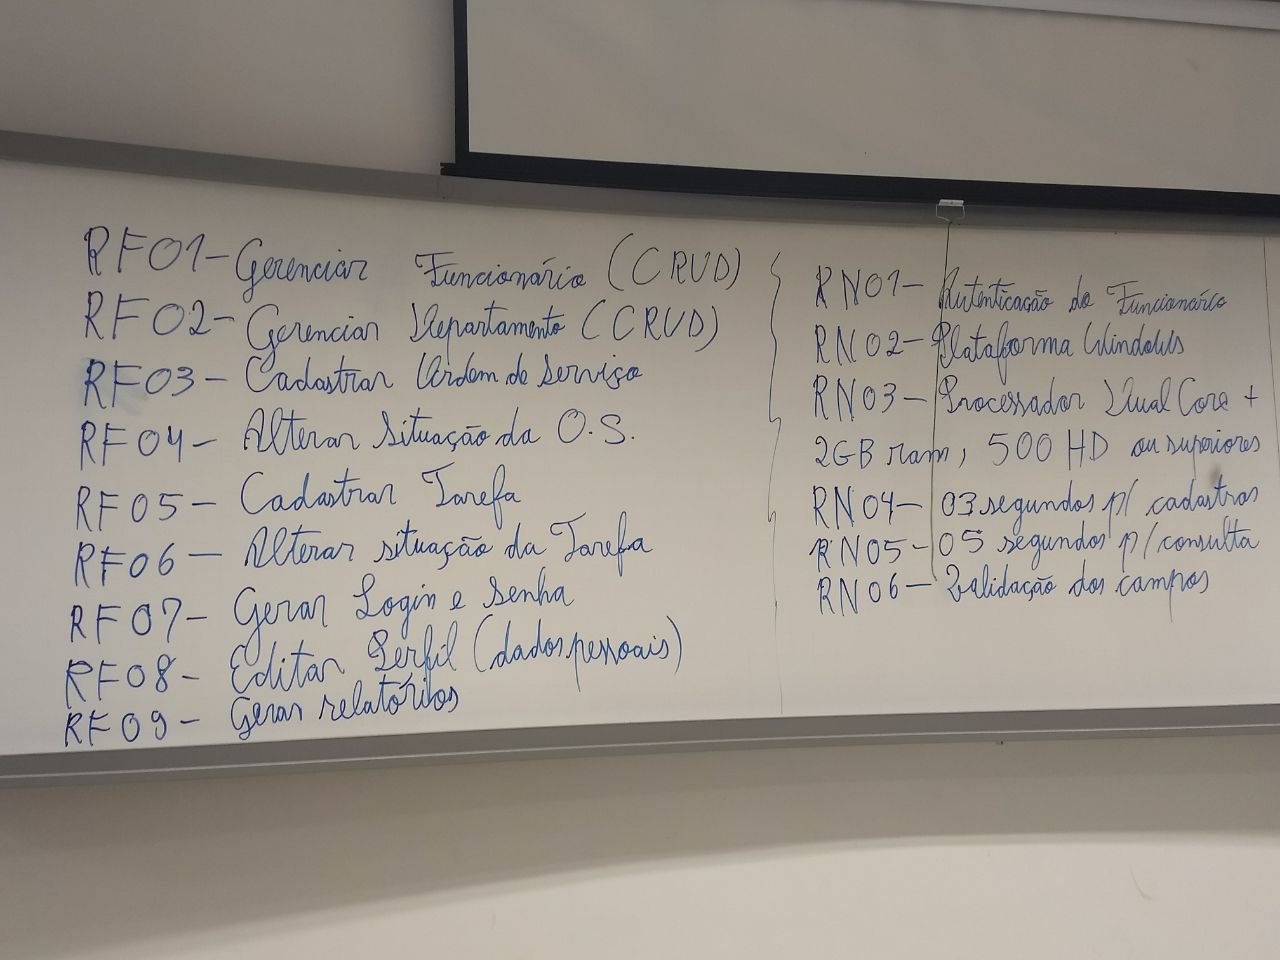 RF01- Gerenciar Funcionário (CRUD)
RF02- Gerenciar Departamento (CRUD)
RF03- Cadastrar Ordem de Serviço
RF04- Alterar Situação da O.S.
RF05- Cadastrar Tarefa
RF06- Alterar situação da Tarefa
RF07- Gerar Login e Senha
RF08- Editar Perfil (dados pessoais)
RF09- Gerar relatórios
RN01- Autenticação do Funcionário
RN02- Plataforma Windows
RN03- Processador Dual Core +
2GB ram, 500 HD ou superiores
RN04- 03 segundos p/ cadastros
RN05- 05 segundos p/ consulta
RN06- Validação dos campos